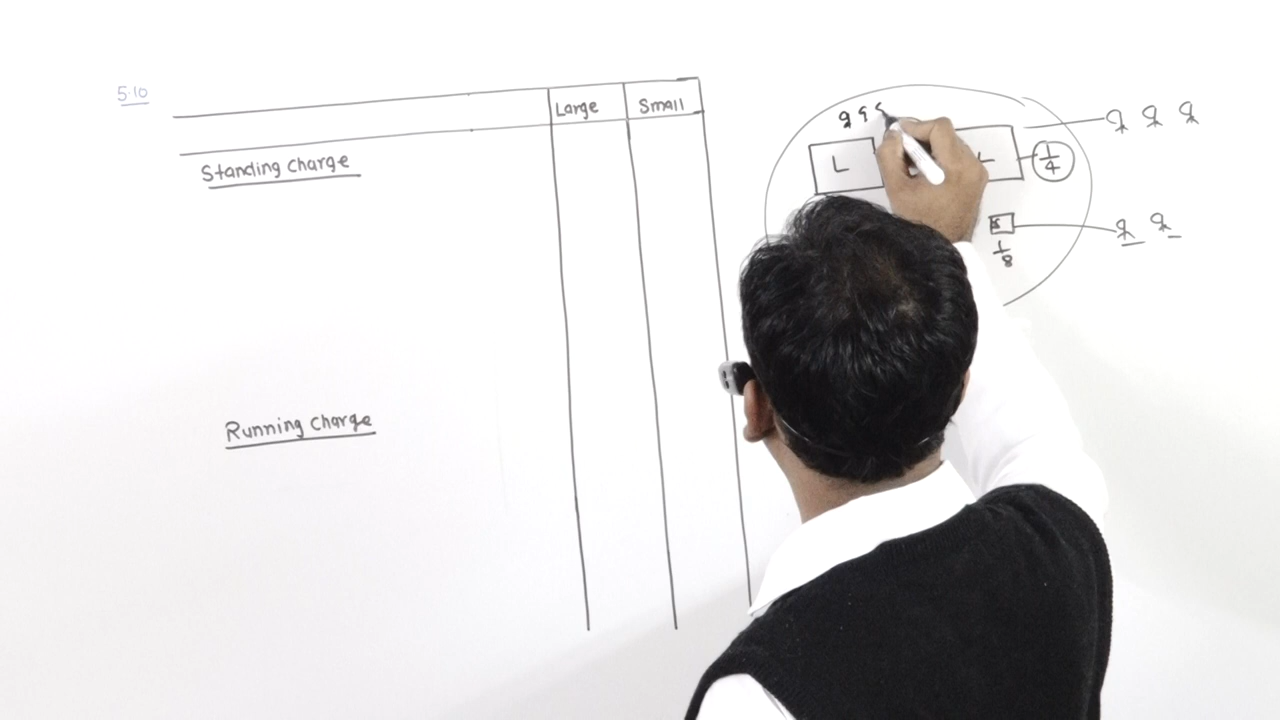 5.10
Large Small
Standing charge
Running charge
L L 1/4
S
1/8